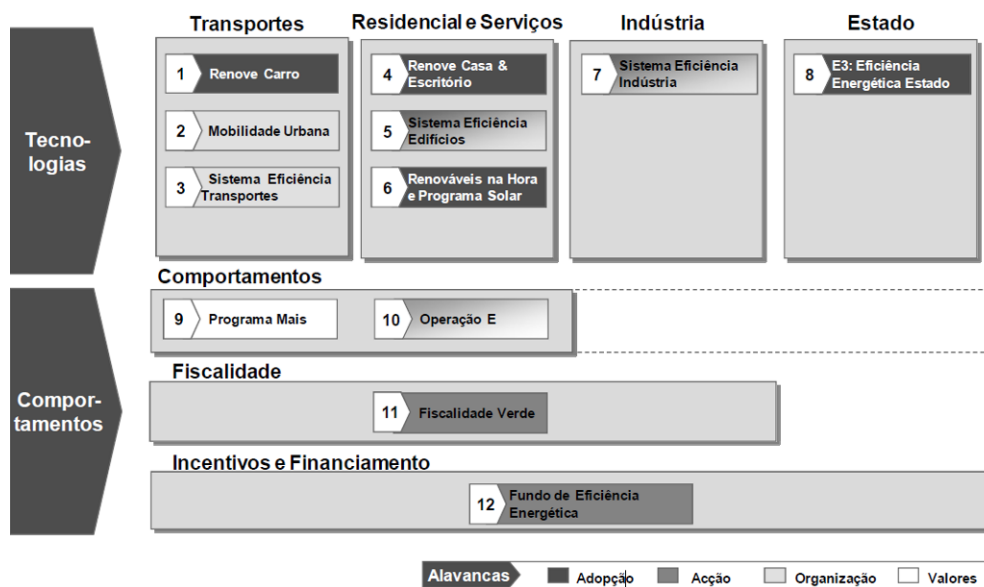 Transportes
Residencial e Serviços
Indústria
Estado
Tecno-
logias
1 Renove Carro
2 Mobilidade Urbana
3 Sistema Eficiência
Transportes
4 Renove Casa &
Escritório
5 Sistema Eficiência
Edifícios
6 Renováveis na Hora
e Programa Solar
7 Sistema Eficiência
Indústria
8 E3: Eficiência
Energética Estado
Compor-
tamentos
Comportamentos
9 Programa Mais
10 Operação E
Fiscalidade
11 Fiscalidade Verde
Incentivos e Financiamento
12 Fundo de Eficiência
Energética
Alavancas
Adopção
Acção
Organização
Valores